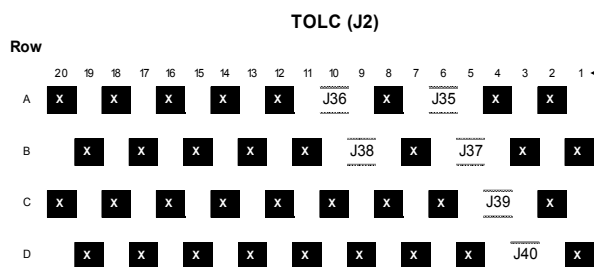 TOLC (J2)
Row
20 19 18 17 16 15 14 13 12 11 10 9 8 7 6 5 4 3 2 1
A X X X X X J36 X J35 X X
B X X X X X J38 X J37 X X
C X X X X X X X X J39 X
D X X X X X X X X J40 X